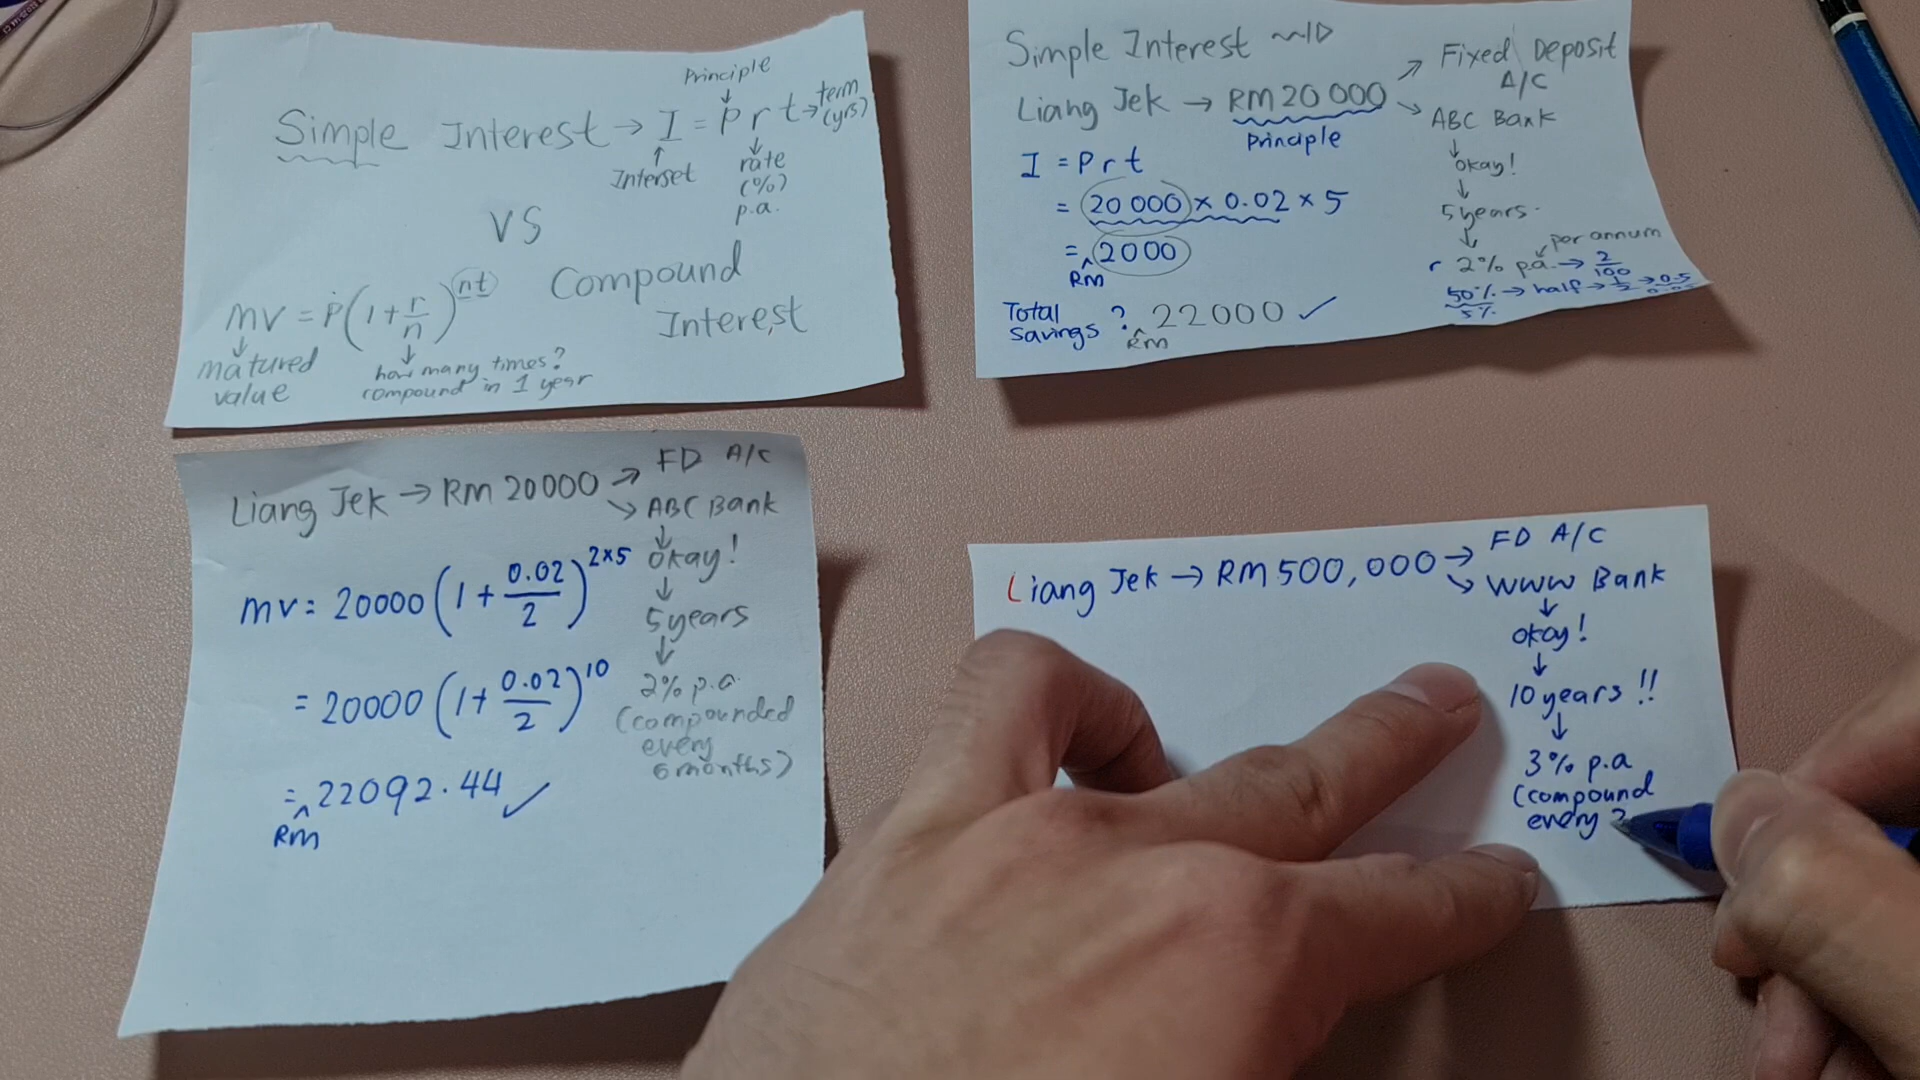 Principle
Simple Interest → I = P r t → term (yrs)
Interset
rate
(%)
p.a.
VS
Compound
Interest
mv = P(1+r/n)^nt
matured
value
how many times?
compound in 1 year
Simple Interest
Fixed Deposit
A/C
Liang Jek → RM 20 000
ABC Bank
Principle
okay!
5 years
per annum
r 2% p.a. → 2/100
50% → half → 1/2 → 0.5
5%
I = P r t
= 20 000 × 0.02 × 5
= 2000
RM
Total
savings ? 22000 ✓
RM
Liang Jek → RM 20000 → FD A/C
ABC Bank
okay!
5 years
2% p.a.
(compounded
every
6 months)
mv = 20000(1 + 0.02/2)^2×5
= 20000(1 + 0.02/2)^10
= 22092.44 ✓
RM
Liang Jek → RM 500,000 → FD A/C
WWW Bank
okay!
10 years!!
3% p.a
(compound
every